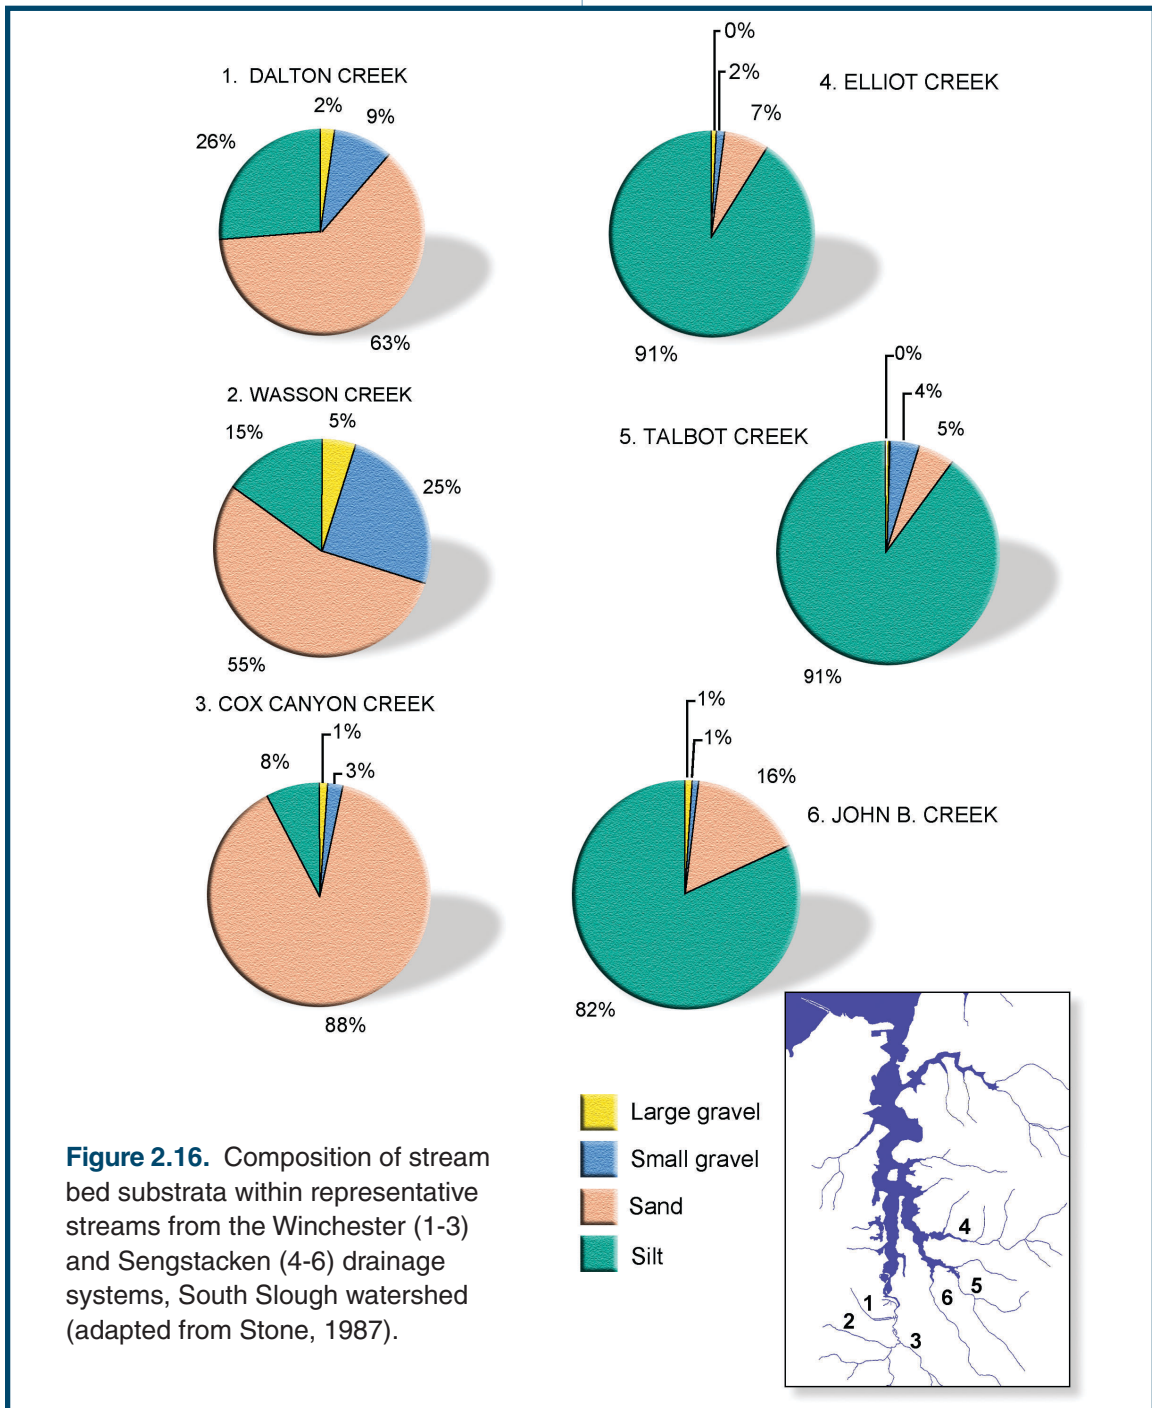 1. DALTON CREEK
2%
9%
26%
63%
0%
2%
4. ELLIOT CREEK
7%
91%
2. WASSON CREEK
5%
15%
25%
55%
0%
4%
5%
5. TALBOT CREEK
91%
3. COX CANYON CREEK
1%
8%
3%
88%
1%
1%
16%
6. JOHN B. CREEK
82%
Large gravel
Small gravel
Sand
Silt
Figure 2.16. Composition of stream
bed substrata within representative
streams from the Winchester (1-3)
and Sengstacken (4-6) drainage
systems, South Slough watershed
(adapted from Stone, 1987).
4
5
6
1
2
3